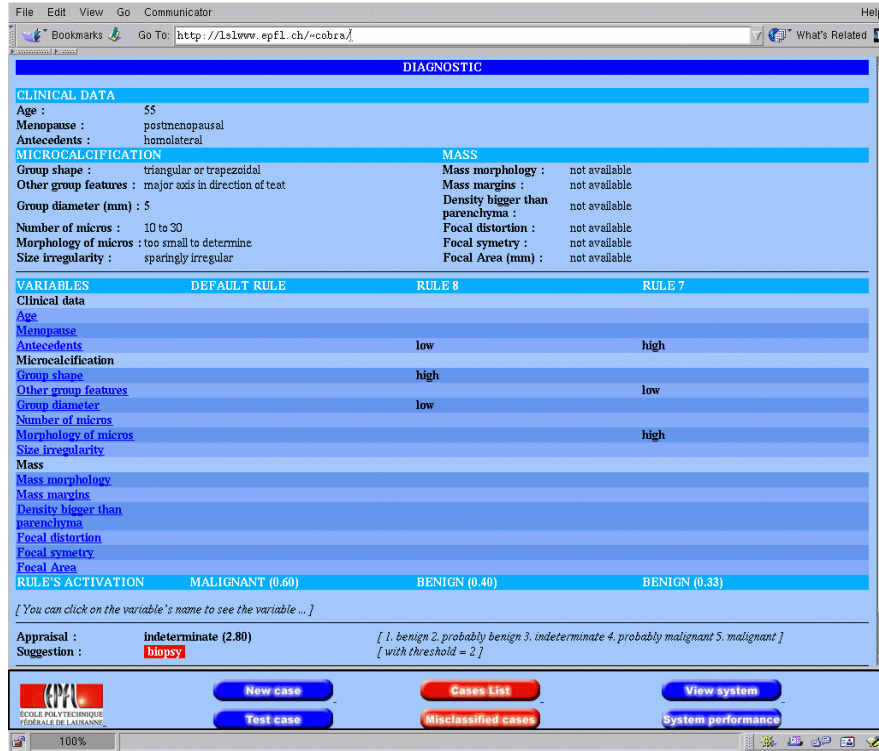 File Edit View Go Communicator Help
Bookmarks Go To: http://lslwww.epfl.ch/~cobra/ What's Related
DIAGNOSTIC
CLINICAL DATA
Age : 55
Menopause : postmenopausal
Antecedents : homolateral
MICROCALCIFICATION MASS
Group shape : triangular or trapezoidal Mass morphology : not available
Other group features : major axis in direction of teat Mass margins : not available
Group diameter (mm) : 5 Density bigger than parenchyma : not available
Number of micros : 10 to 30 Focal distortion : not available
Morphology of micros : too small to determine Focal symetry : not available
Size irregularity : sparingly irregular Focal Area (mm) : not available
VARIABLES DEFAULT RULE RULE 8 RULE 7
Clinical data
Age
Menopause
Antecedents low high
Microcalcification
Group shape high
Other group features low
Group diameter low
Number of micros
Morphology of micros high
Size irregularity
Mass
Mass morphology
Mass margins
Density bigger than
parenchyma
Focal distortion
Focal symetry
Focal Area
RULE'S ACTIVATION MALIGNANT (0.60) BENIGN (0.40) BENIGN (0.33)
[ You can click on the variable's name to see the variable ... ]
Appraisal : indeterminate (2.80) [ 1. benign 2. probably benign 3. indeterminate 4. probably malignant 5. malignant ]
Suggestion : biopsy [ with threshold = 2 ]
EPFL
ÉCOLE POLYTECHNIQUE
FÉDÉRALE DE LAUSANNE
New case Cases List View system
Test case Misclassified cases System performance
100%